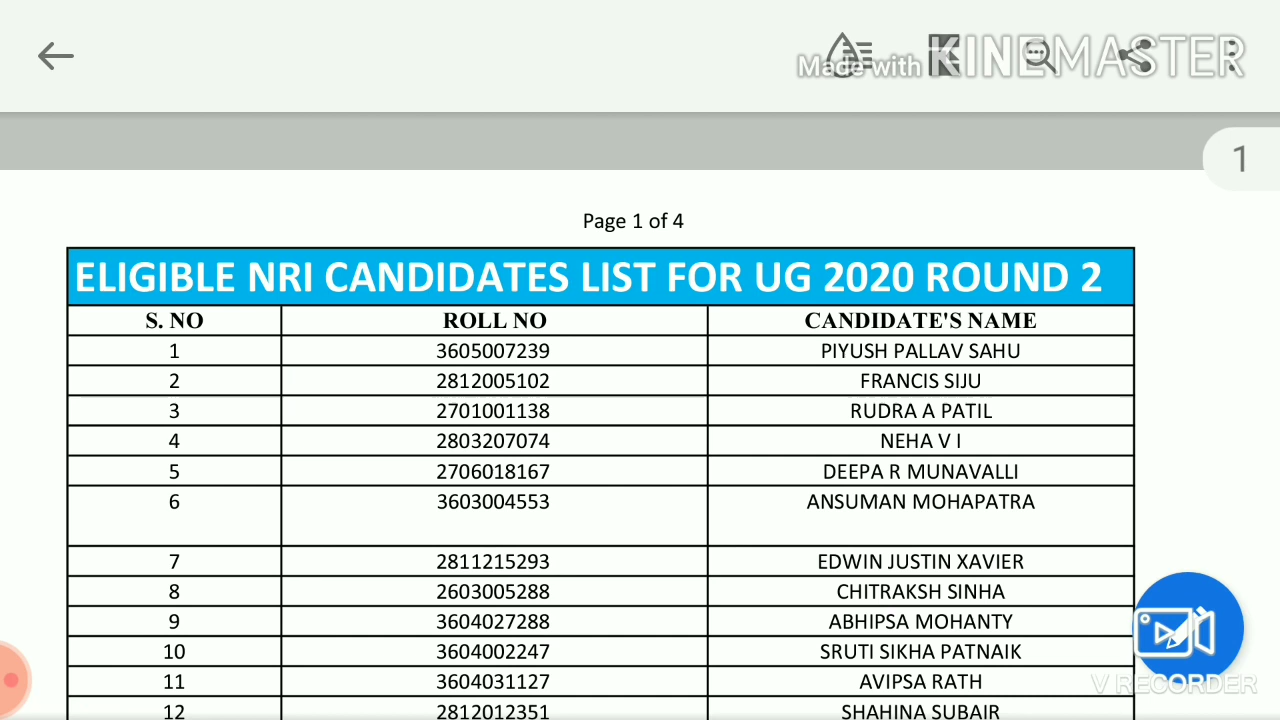 Made with KINEMASTER
1
Page 1 of 4
ELIGIBLE NRI CANDIDATES LIST FOR UG 2020 ROUND 2
S. NO ROLL NO CANDIDATE'S NAME
1 3605007239 PIYUSH PALLAV SAHU
2 2812005102 FRANCIS SIJU
3 2701001138 RUDRA A PATIL
4 2803207074 NEHA V I
5 2706018167 DEEPA R MUNAVALLI
6 3603004553 ANSUMAN MOHAPATRA
7 2811215293 EDWIN JUSTIN XAVIER
8 2603005288 CHITRAKSH SINHA
9 3604027288 ABHIPSA MOHANTY
10 3604002247 SRUTI SIKHA PATNAIK
11 3604031127 AVIPSA RATH
12 2812012351 SHAHINA SUBAIR
V RECORDER